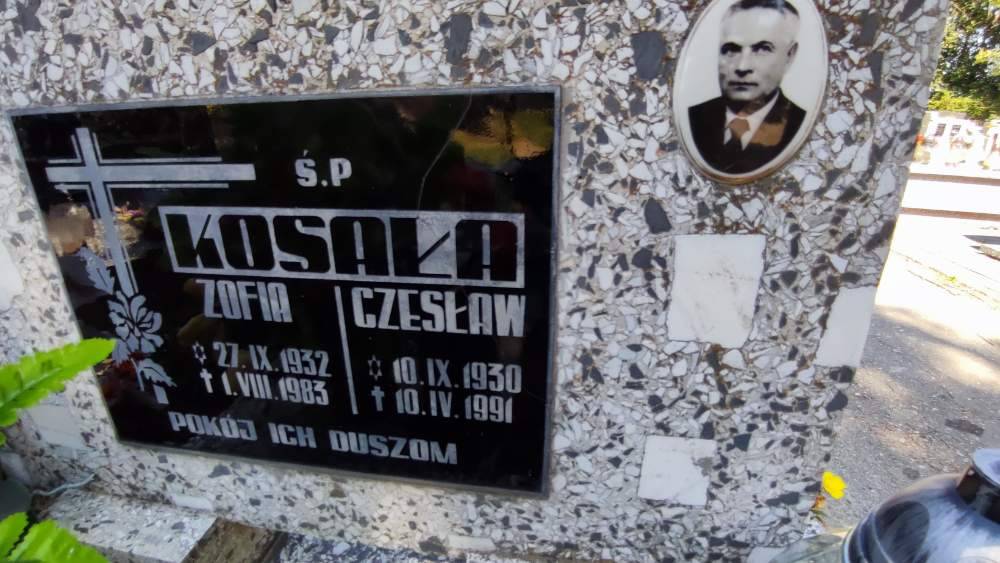 Ś.P
KOSAŁA
ZOFIA CZESŁAW
27.IX.1932 10.IX.1930
1.VIII.1983 10.IV.1991
POKÓJ ICH DUSZOM